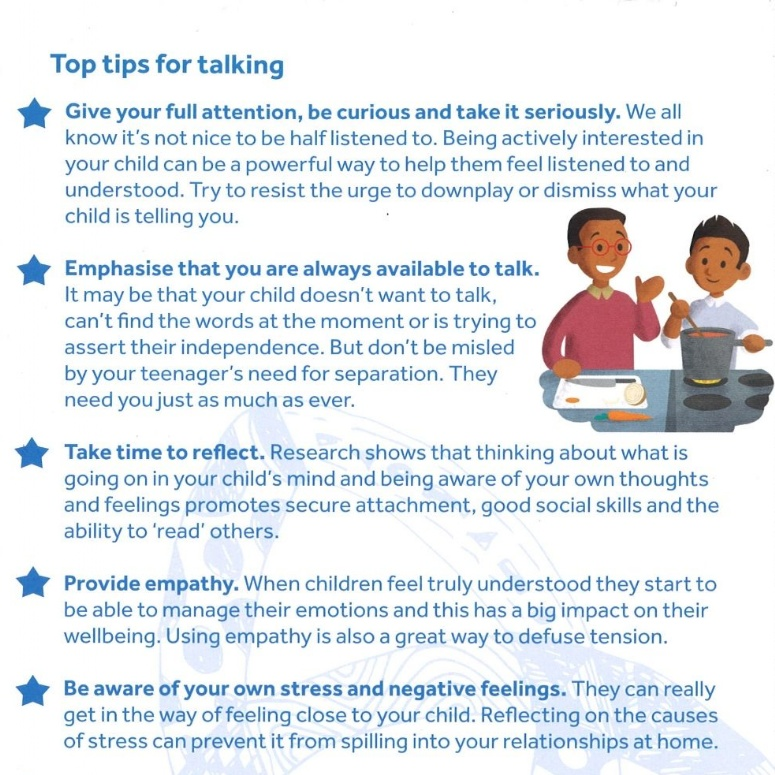 Top tips for talking
Give your full attention, be curious and take it seriously. We all
know it's not nice to be half listened to. Being actively interested in
your child can be a powerful way to help them feel listened to and
understood. Try to resist the urge to downplay or dismiss what your
child is telling you.
Emphasise that you are always available to talk.
It may be that your child doesn't want to talk,
can't find the words at the moment or is trying to
assert their independence. But don't be misled
by your teenager's need for separation. They
need you just as much as ever.
Take time to reflect. Research shows that thinking about what is
going on in your child's mind and being aware of your own thoughts
and feelings promotes secure attachment, good social skills and the
ability to 'read' others.
Provide empathy. When children feel truly understood they start to
be able to manage their emotions and this has a big impact on their
wellbeing. Using empathy is also a great way to defuse tension.
Be aware of your own stress and negative feelings. They can really
get in the way of feeling close to your child. Reflecting on the causes
of stress can prevent it from spilling into your relationships at home.